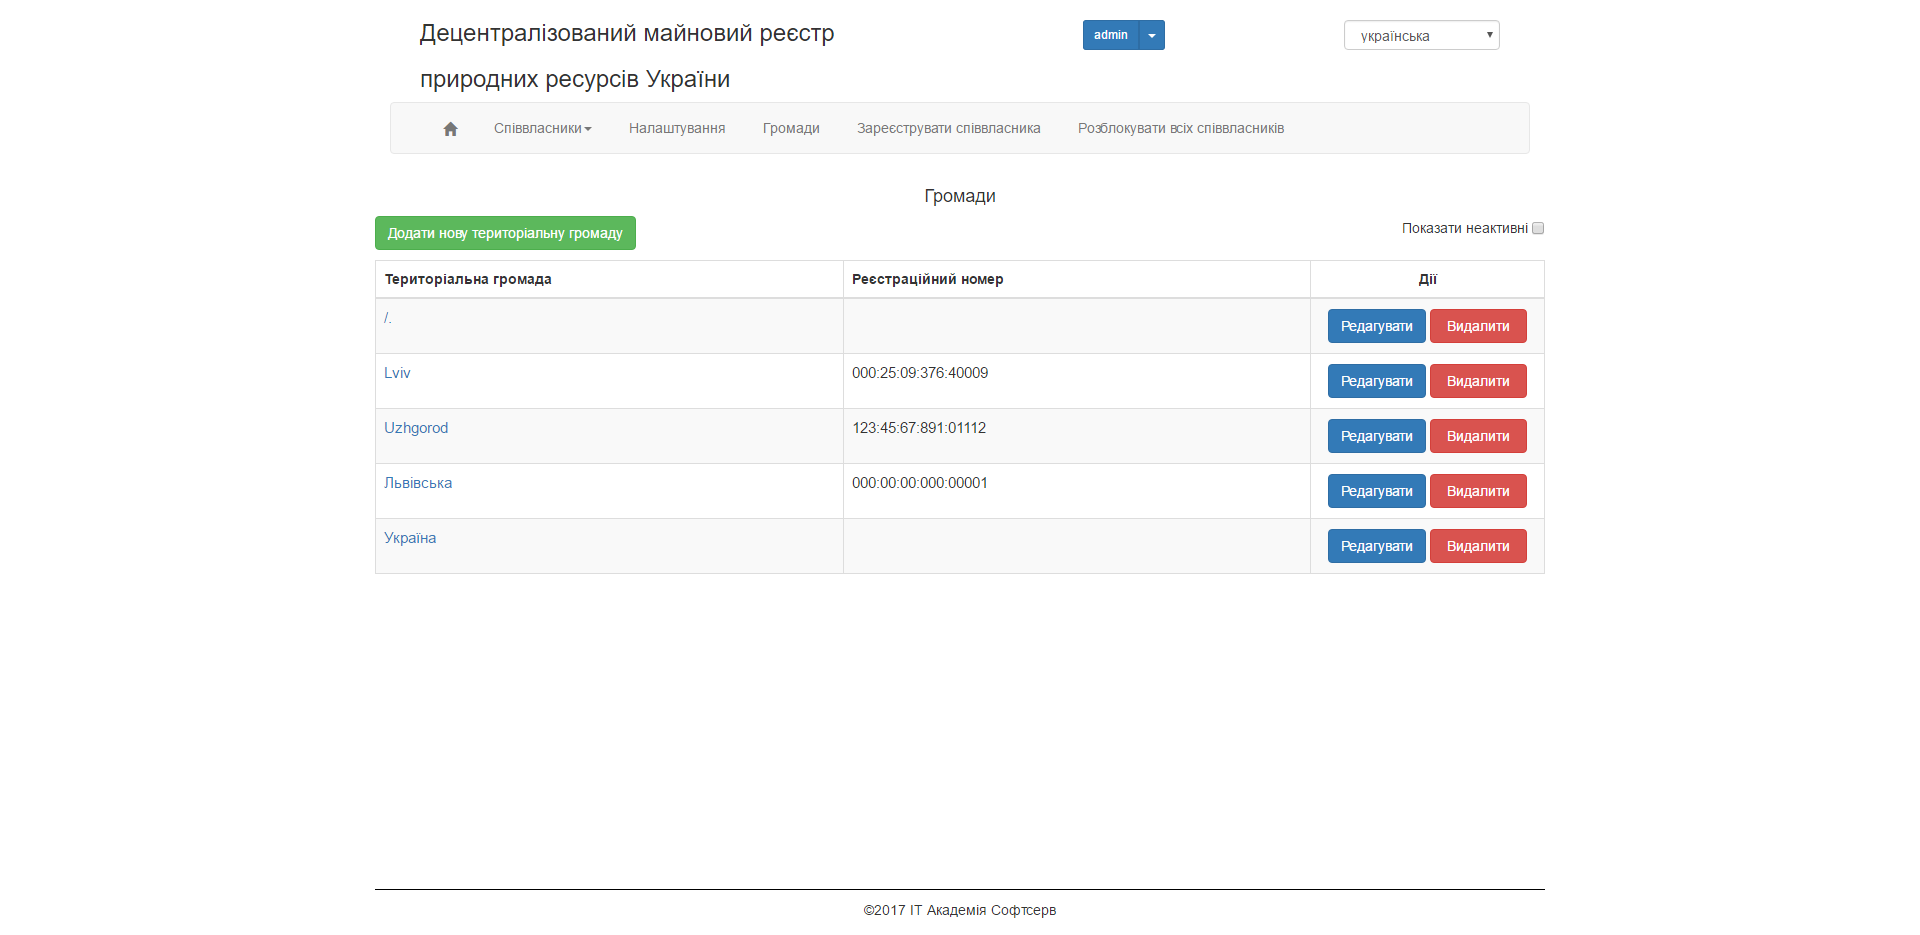 Децентралізований майновий реєстр
природних ресурсів України
admin
українська
Співвласники
Налаштування
Громади
Зареєструвати співвласника
Розблокувати всіх співвласників
Громади
Додати нову територіальну громаду
Показати неактивні
Територіальна громада Реєстраційний номер Дії
/. Редагувати Видалити
Lviv 000:25:09:376:40009 Редагувати Видалити
Uzhgorod 123:45:67:891:01112 Редагувати Видалити
Львівська 000:00:00:000:00001 Редагувати Видалити
Україна Редагувати Видалити
©2017 IT Академія Софтсерв